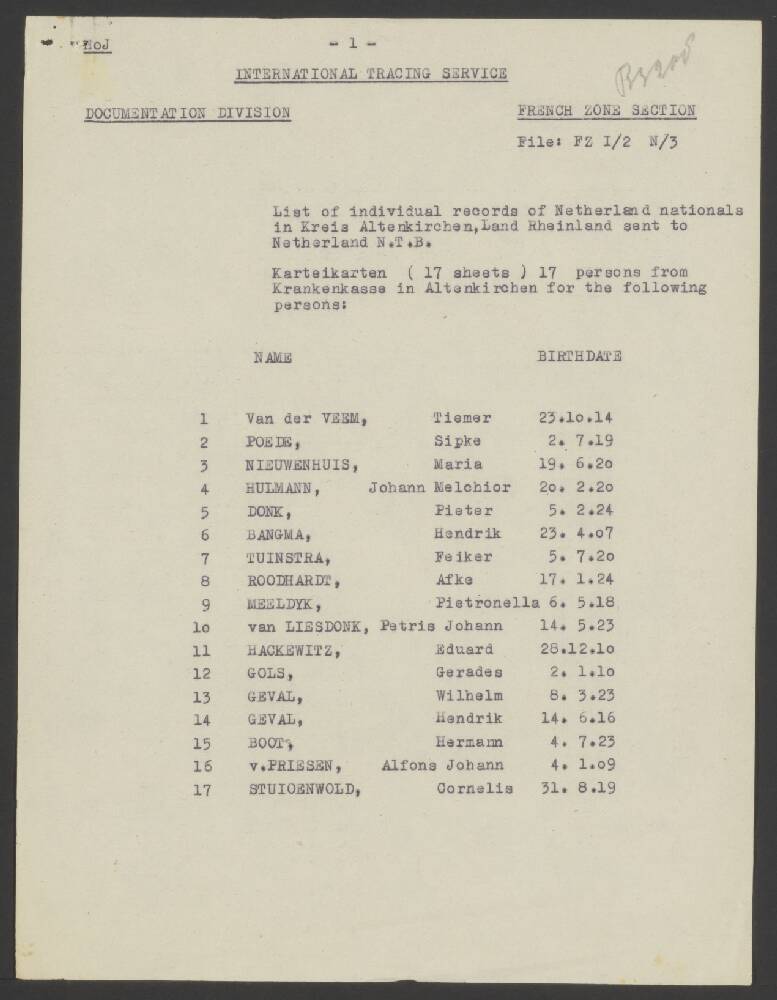 HoJ
- 1 -
INTERNATIONAL TRACING SERVICE
DOCUMENTATION DIVISION
FRENCH ZONE SECTION
File: FZ I/2 N/3
List of individual records of Netherland nationals
in Kreis Altenkirchen,Land Rheinland sent to
Netherland N.T.B.
Karteikarten ( 17 sheets ) 17 persons from
Krankenkasse in Altenkirchen for the following
persons:
NAME BIRTHDATE
1 Van der VEEM, Tiemer 23.1o.14
2 POEDE, Sipke 2. 7.19
3 NIEUWENHUIS, Maria 19. 6.2o
4 HULMANN, Johann Melchior 2o. 2.2o
5 DONK, Pieter 5. 2.24
6 BANGMA, Hendrik 23. 4.o7
7 TUINSTRA, Feiker 5. 7.2o
8 ROODHARDT, Afke 17. 1.24
9 MEELDYK, Pietronella 6. 5.18
1o van LIESDONK, Petris Johann 14. 5.23
11 HACKEWITZ, Eduard 28.12.1o
12 GOLS, Gerades 2. 1.1o
13 GEVAL, Wilhelm 8. 3.23
14 GEVAL, Hendrik 14. 6.16
15 BOOT, Hermann 4. 7.23
16 v.PRIESEN, Alfons Johann 4. 1.o9
17 STUIOENWOLD, Cornelis 31. 8.19